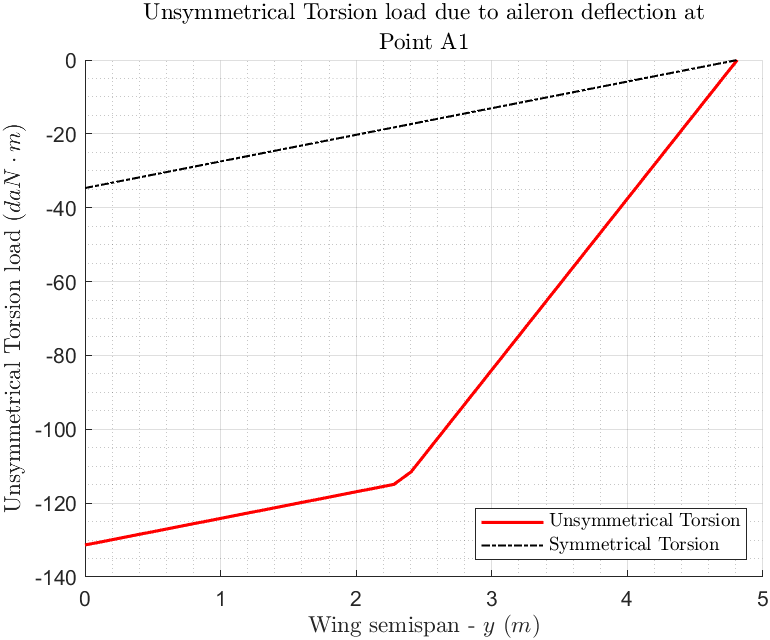 Unsymmetrical Torsion load due to aileron deflection at
Point A1
Unsymmetrical Torsion load (daN · m)
0
-20
-40
-60
-80
-100
-120
-140
0 1 2 3 4 5
Wing semispan - y (m)
Unsymmetrical Torsion
Symmetrical Torsion